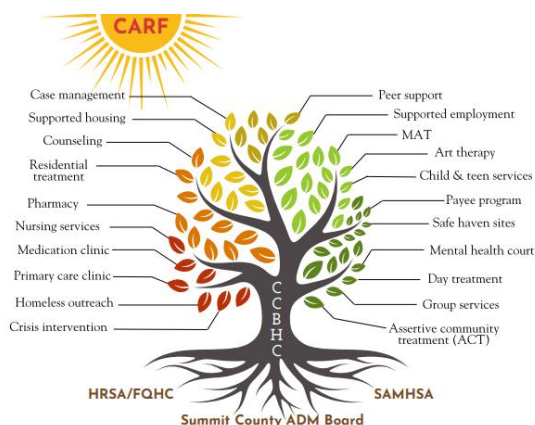 CARF
Case management
Supported housing
Counseling
Residential
treatment
Pharmacy
Nursing services
Medication clinic
Primary care clinic
Homeless outreach
Crisis intervention
Peer support
Supported employment
MAT
Art therapy
Child & teen services
Payee program
Safe haven sites
Mental health court
Day treatment
Group services
Assertive community
treatment (ACT)
CCBHC
HRSA/FQHC
SAMHSA
Summit County ADM Board